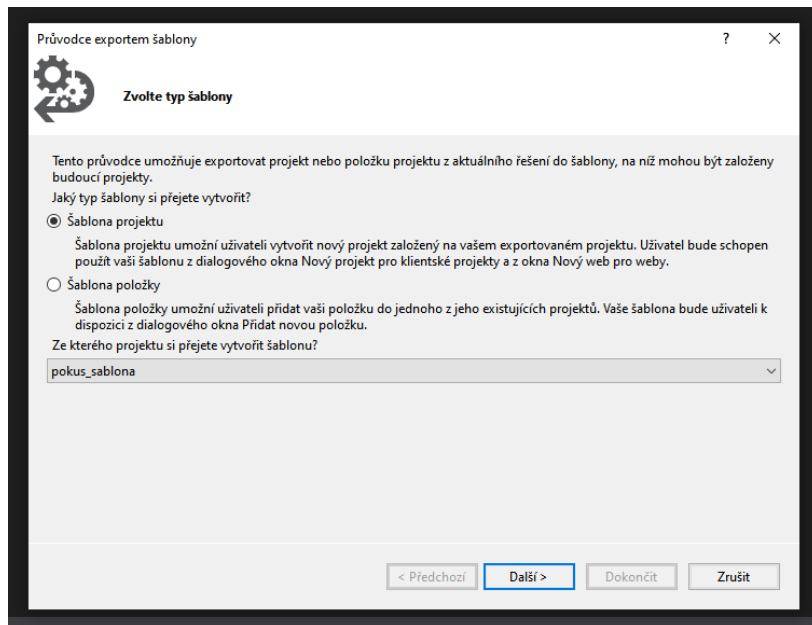 Průvodce exportem šablony
?
Zvolte typ šablony
Tento průvodce umožňuje exportovat projekt nebo položku projektu z aktuálního řešení do šablony, na níž mohou být založeny
budoucí projekty.
Jaký typ šablony si přejete vytvořit?
Šablona projektu
Šablona projektu umožní uživateli vytvořit nový projekt založený na vašem exportovaném projektu. Uživatel bude schopen
použít vaši šablonu z dialogového okna Nový projekt pro klientské projekty a z okna Nový web pro weby.
Šablona položky
Šablona položky umožní uživateli přidat vaši položku do jednoho z jeho existujících projektů. Vaše šablona bude uživateli k
dispozici z dialogového okna Přidat novou položku.
Ze kterého projektu si přejete vytvořit šablonu?
pokus_sablona
< Předchozí
Další >
Dokončit
Zrušit